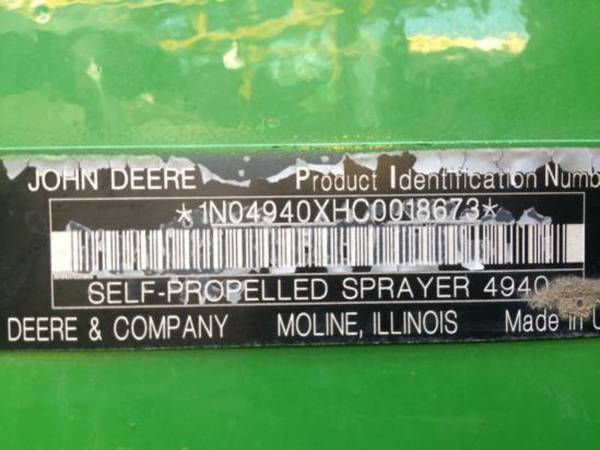 JOHN DEERE Product Identification Numb
*1N04940XHC0018673*
SELF-PROPELLED SPRAYER 4940
DEERE & COMPANY MOLINE, ILLINOIS Made in U